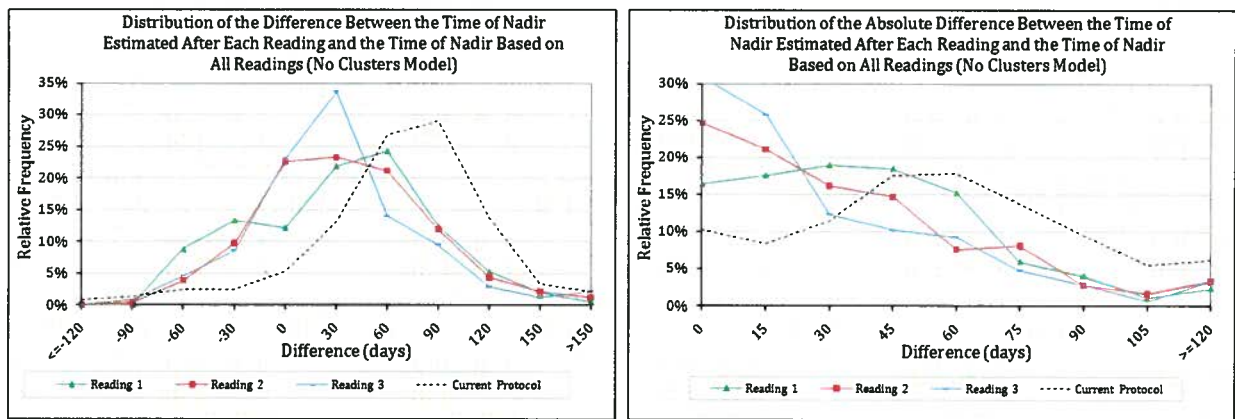 Distribution of the Difference Between the Time of Nadir
Estimated After Each Reading and the Time of Nadir Based on
All Readings (No Clusters Model)
35%
30%
25%
20%
15%
10%
5%
0%
Relative Frequency
<=-120
-90
-60
-30
0
30
60
90
120
150
>150
Difference (days)
Reading 1
Reading 2
Reading 3
Current Protocol
Distribution of the Absolute Difference Between the Time of
Nadir Estimated After Each Reading and the Time of Nadir
Based on All Readings (No Clusters Model)
30%
25%
20%
15%
10%
5%
0%
Relative Frequency
0
15
30
45
60
75
90
105
>=120
Difference (days)
Reading 1
Reading 2
Reading 3
Current Protocol